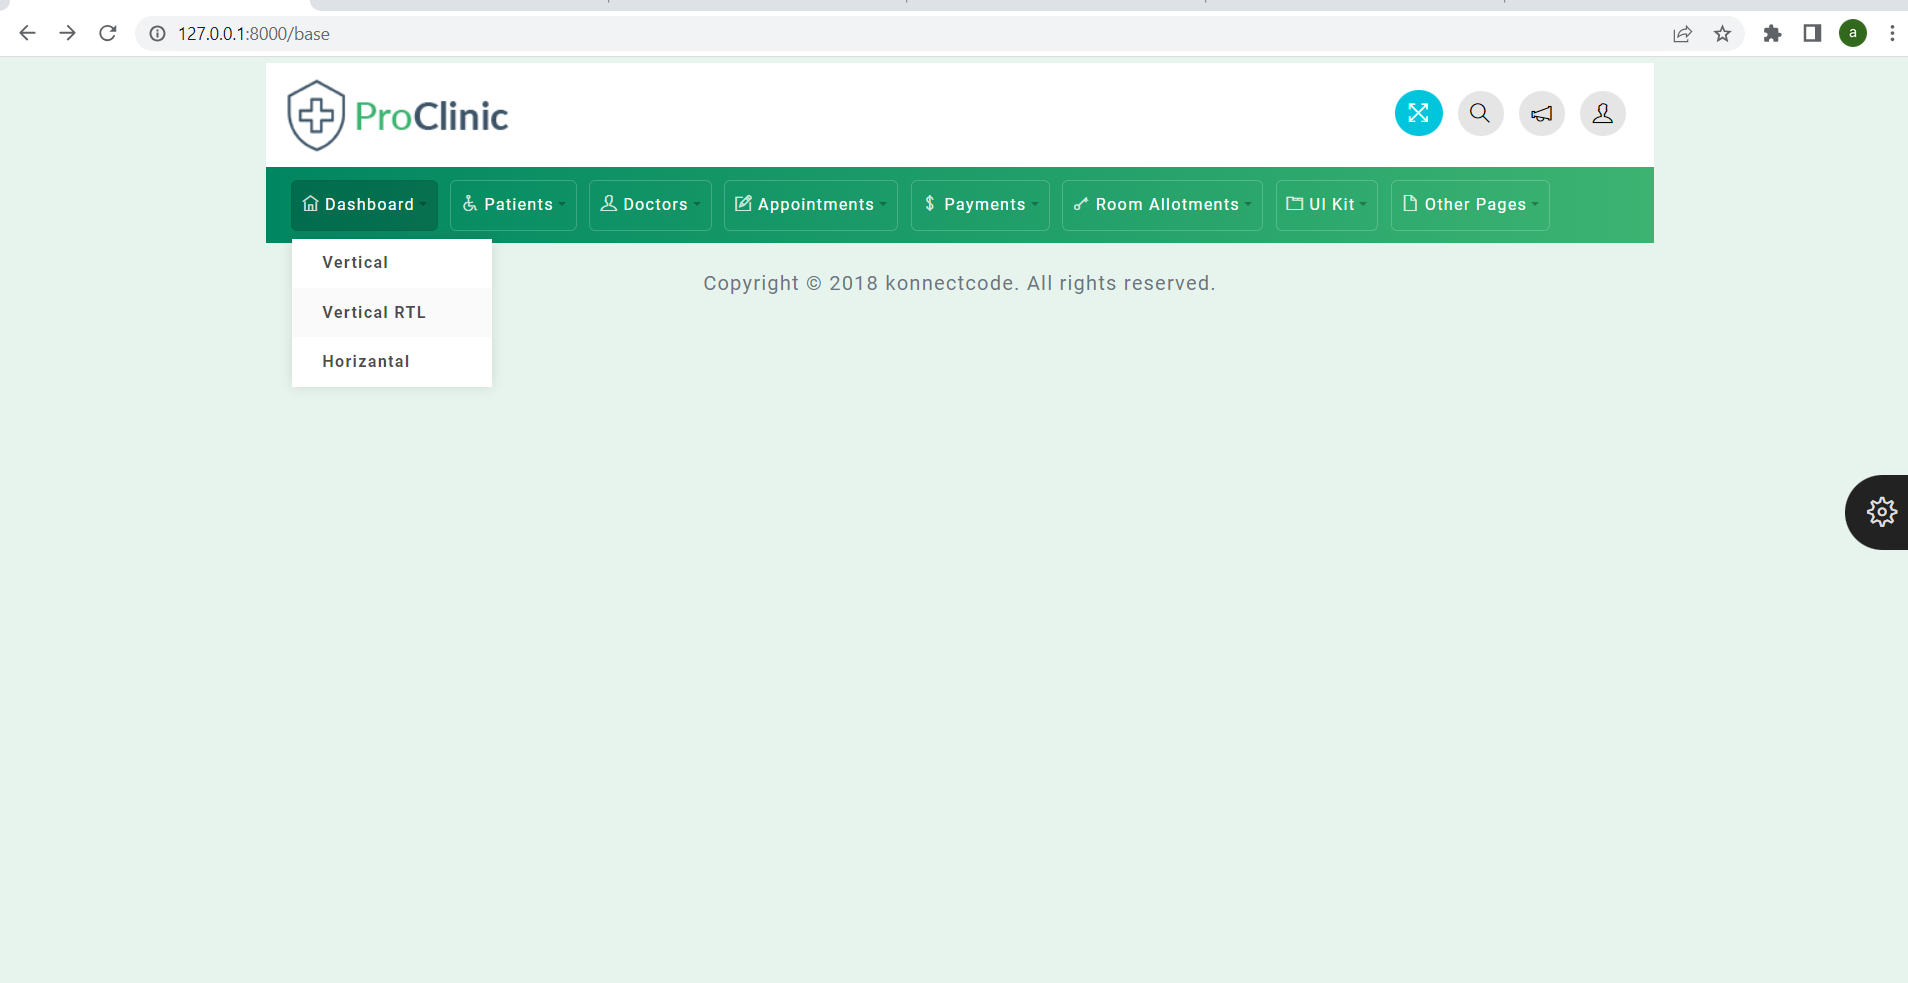 127.0.0.1:8000/base
a
ProClinic
Dashboard Patients Doctors Appointments $ Payments Room Allotments UI Kit Other Pages
Vertical
Copyright © 2018 konnectcode. All rights reserved.
Vertical RTL
Horizantal